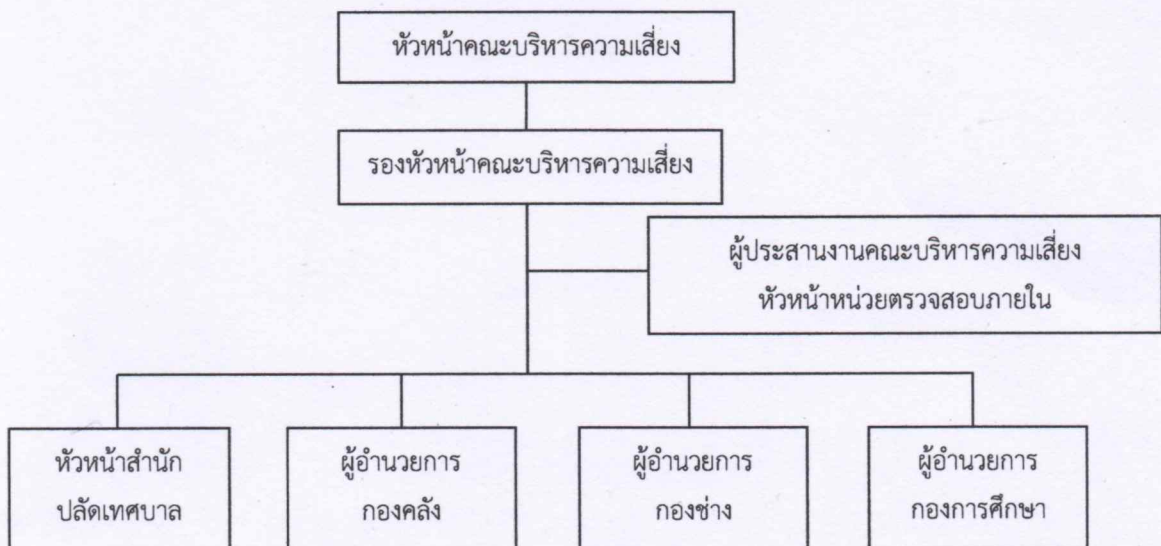 หัวหน้าคณะบริหารความเสี่ยง
รองหัวหน้าคณะบริหารความเสี่ยง
ผู้ประสานงานคณะบริหารความเสี่ยง
หัวหน้าหน่วยตรวจสอบภายใน
หัวหน้าสำนัก
ปลัดเทศบาล
ผู้อำนวยการ
กองคลัง
ผู้อำนวยการ
กองช่าง
ผู้อำนวยการ
กองการศึกษา